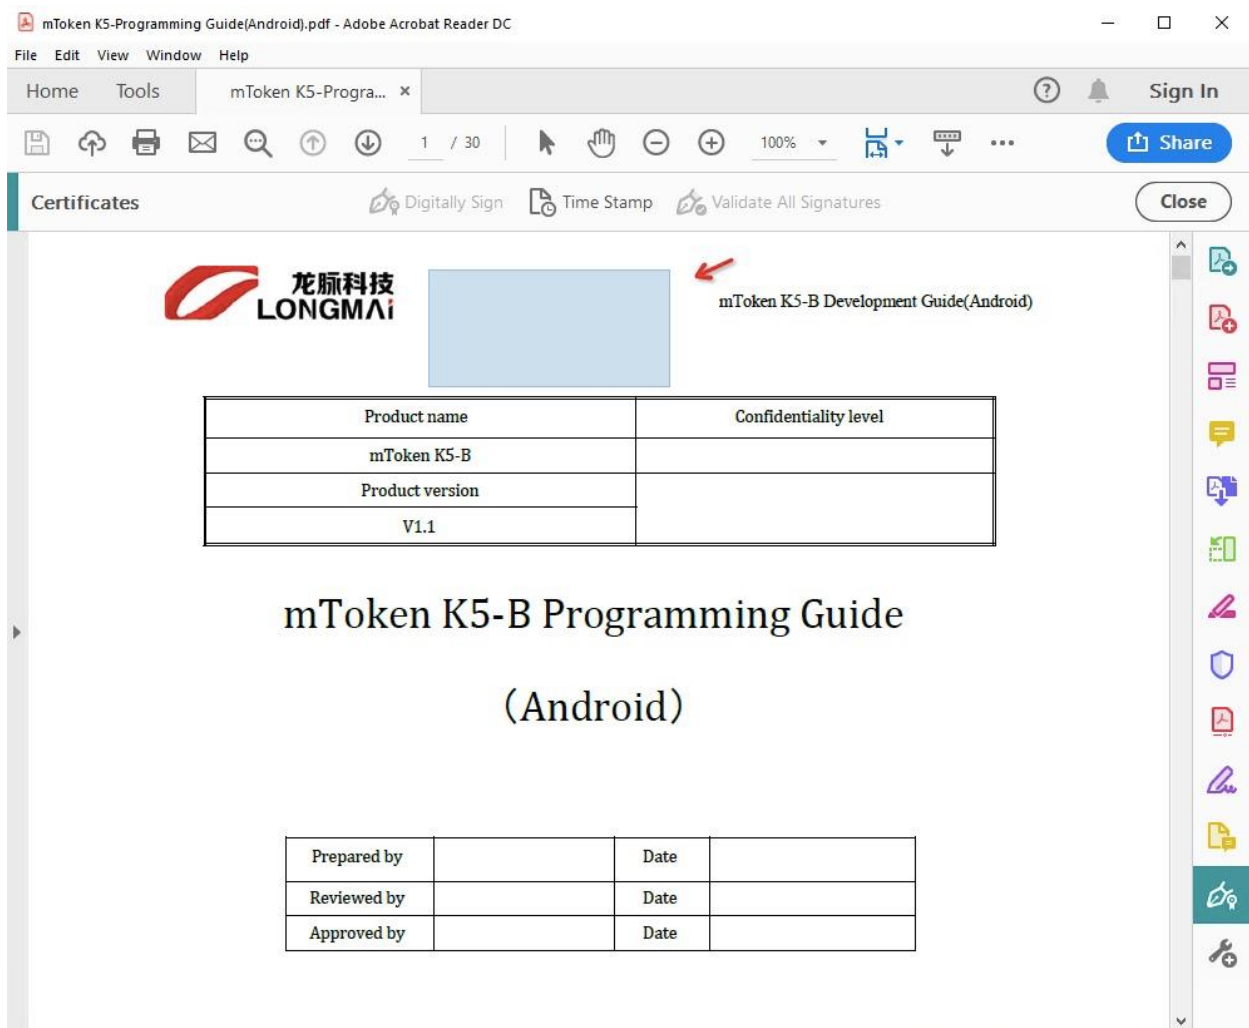 mToken K5-Programming Guide(Android).pdf - Adobe Acrobat Reader DC
File Edit View Window Help
Home Tools mToken K5-Progra... × Sign In
1 / 30 100% Share
Certificates Digitally Sign Time Stamp Validate All Signatures Close
龙脉科技
LONGMAi
mToken K5-B Development Guide(Android)
Product name Confidentiality level
mToken K5-B
Product version
V1.1
mToken K5-B Programming Guide
(Android)
Prepared by Date
Reviewed by Date
Approved by Date